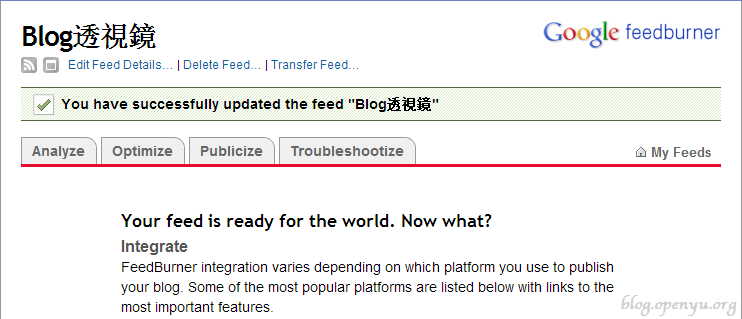 Blog透視鏡
Google feedburner
Edit Feed Details... | Delete Feed... | Transfer Feed...
You have successfully updated the feed "Blog透視鏡"
Analyze Optimize Publicize Troubleshootize My Feeds
Your feed is ready for the world. Now what?
Integrate
FeedBurner integration varies depending on which platform you use to publish
your blog. Some of the most popular platforms are listed below with links to the
most important features.
blog.openyu.org